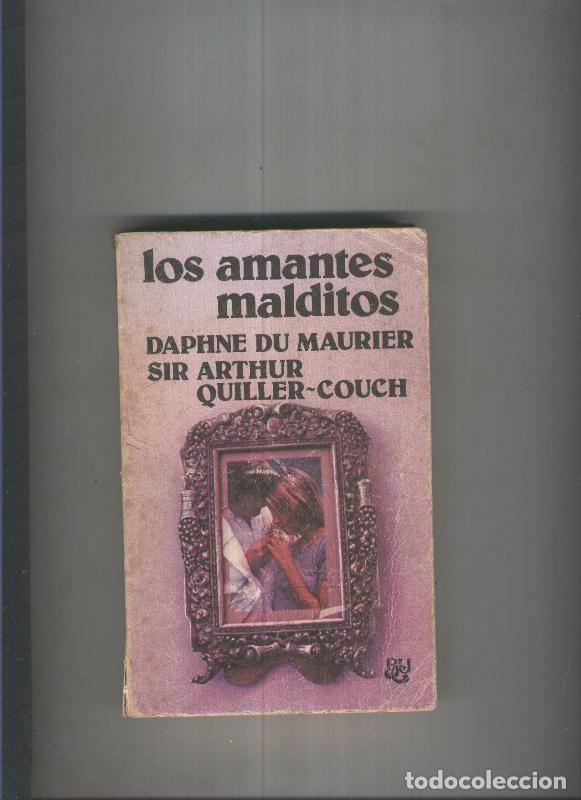 los amantes
malditos
DAPHNE DU MAURIER
SIR ARTHUR
QUILLER-COUCH
todocoleccion